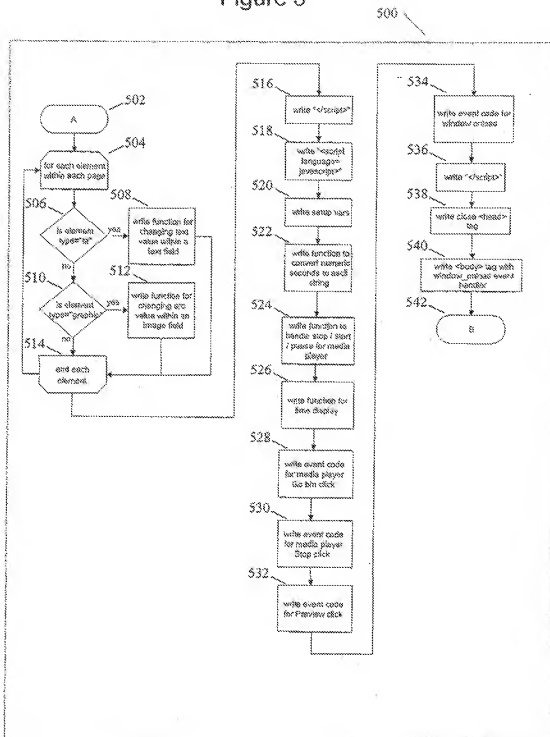 Figure 5
500
502
A
504
for each element
within each page
506
is element
yes
no
508
write function for
changing text
value within a
text field
510
is element
type="graphic"
yes
no
512
write function for
changing src
value within an
image field
514
end each
element
516
write "</script>"
518
write "<script
language=
javascript>"
520
write setup vars
522
write function to
convert numeric
seconds to ascii
string
524
write function to
handle stop / start
/ pause for media
player
526
write function for
time display
528
write event code
for media player
Go btn click
530
write event code
for media player
Stop click
532
write event code
for Preview click
534
write event code for
window onload
536
write "</script>"
538
write close <head>
tag
540
write <body> tag with
window_onload event
handler
542
B